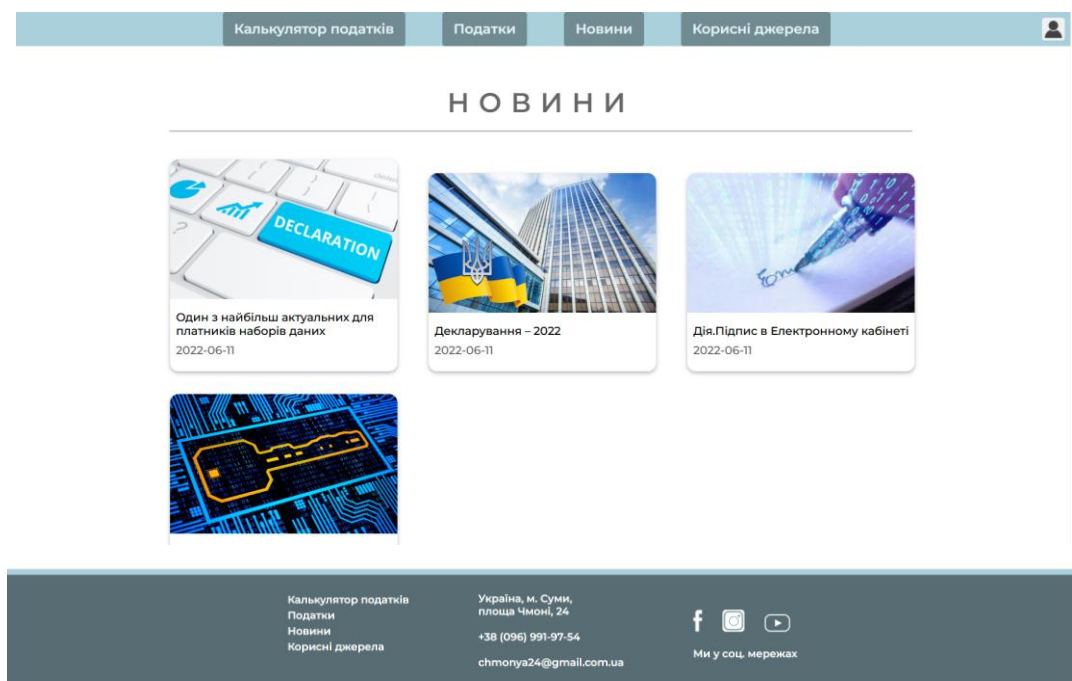 Калькулятор податків
Податки
Новини
Корисні джерела
НОВИНИ
DECLARATION
Один з найбільш актуальних для
платників наборів даних
2022-06-11
Декларування – 2022
2022-06-11
Дія.Підпис в Електронному кабінеті
2022-06-11
Калькулятор податків
Податки
Новини
Корисні джерела
Україна, м. Суми,
площа Чмоні, 24
+38 (096) 991-97-54
chmonya24@gmail.com.ua
Ми у соц. мережах